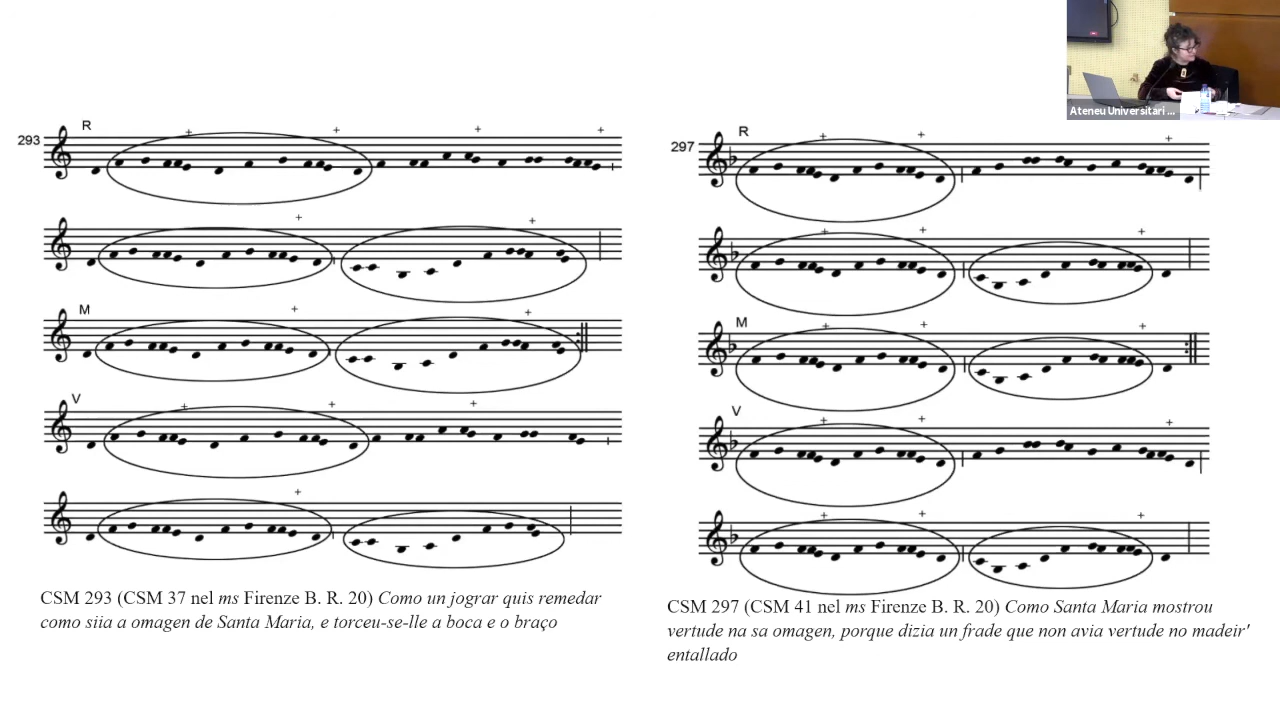 Ateneu Universitari ...
293
R
M
V
CSM 293 (CSM 37 nel ms Firenze B. R. 20) Como un jograr quis remedar
como siia a omagen de Santa Maria, e torceu-se-lle a boca e o braço
297
R
M
V
CSM 297 (CSM 41 nel ms Firenze B. R. 20) Como Santa Maria mostrou
vertude na sa omagen, porque dizia un frade que non avia vertude no madeir'
entallado